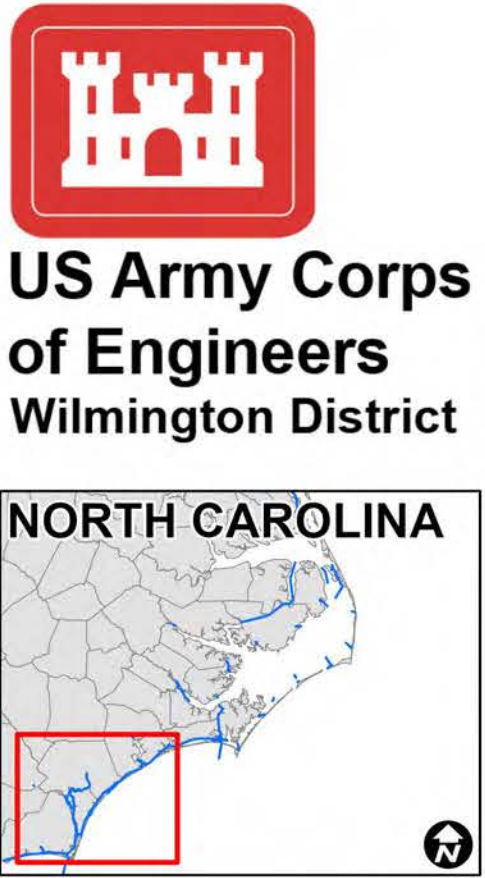 US Army Corps
of Engineers
Wilmington District
NORTH CAROLINA
N